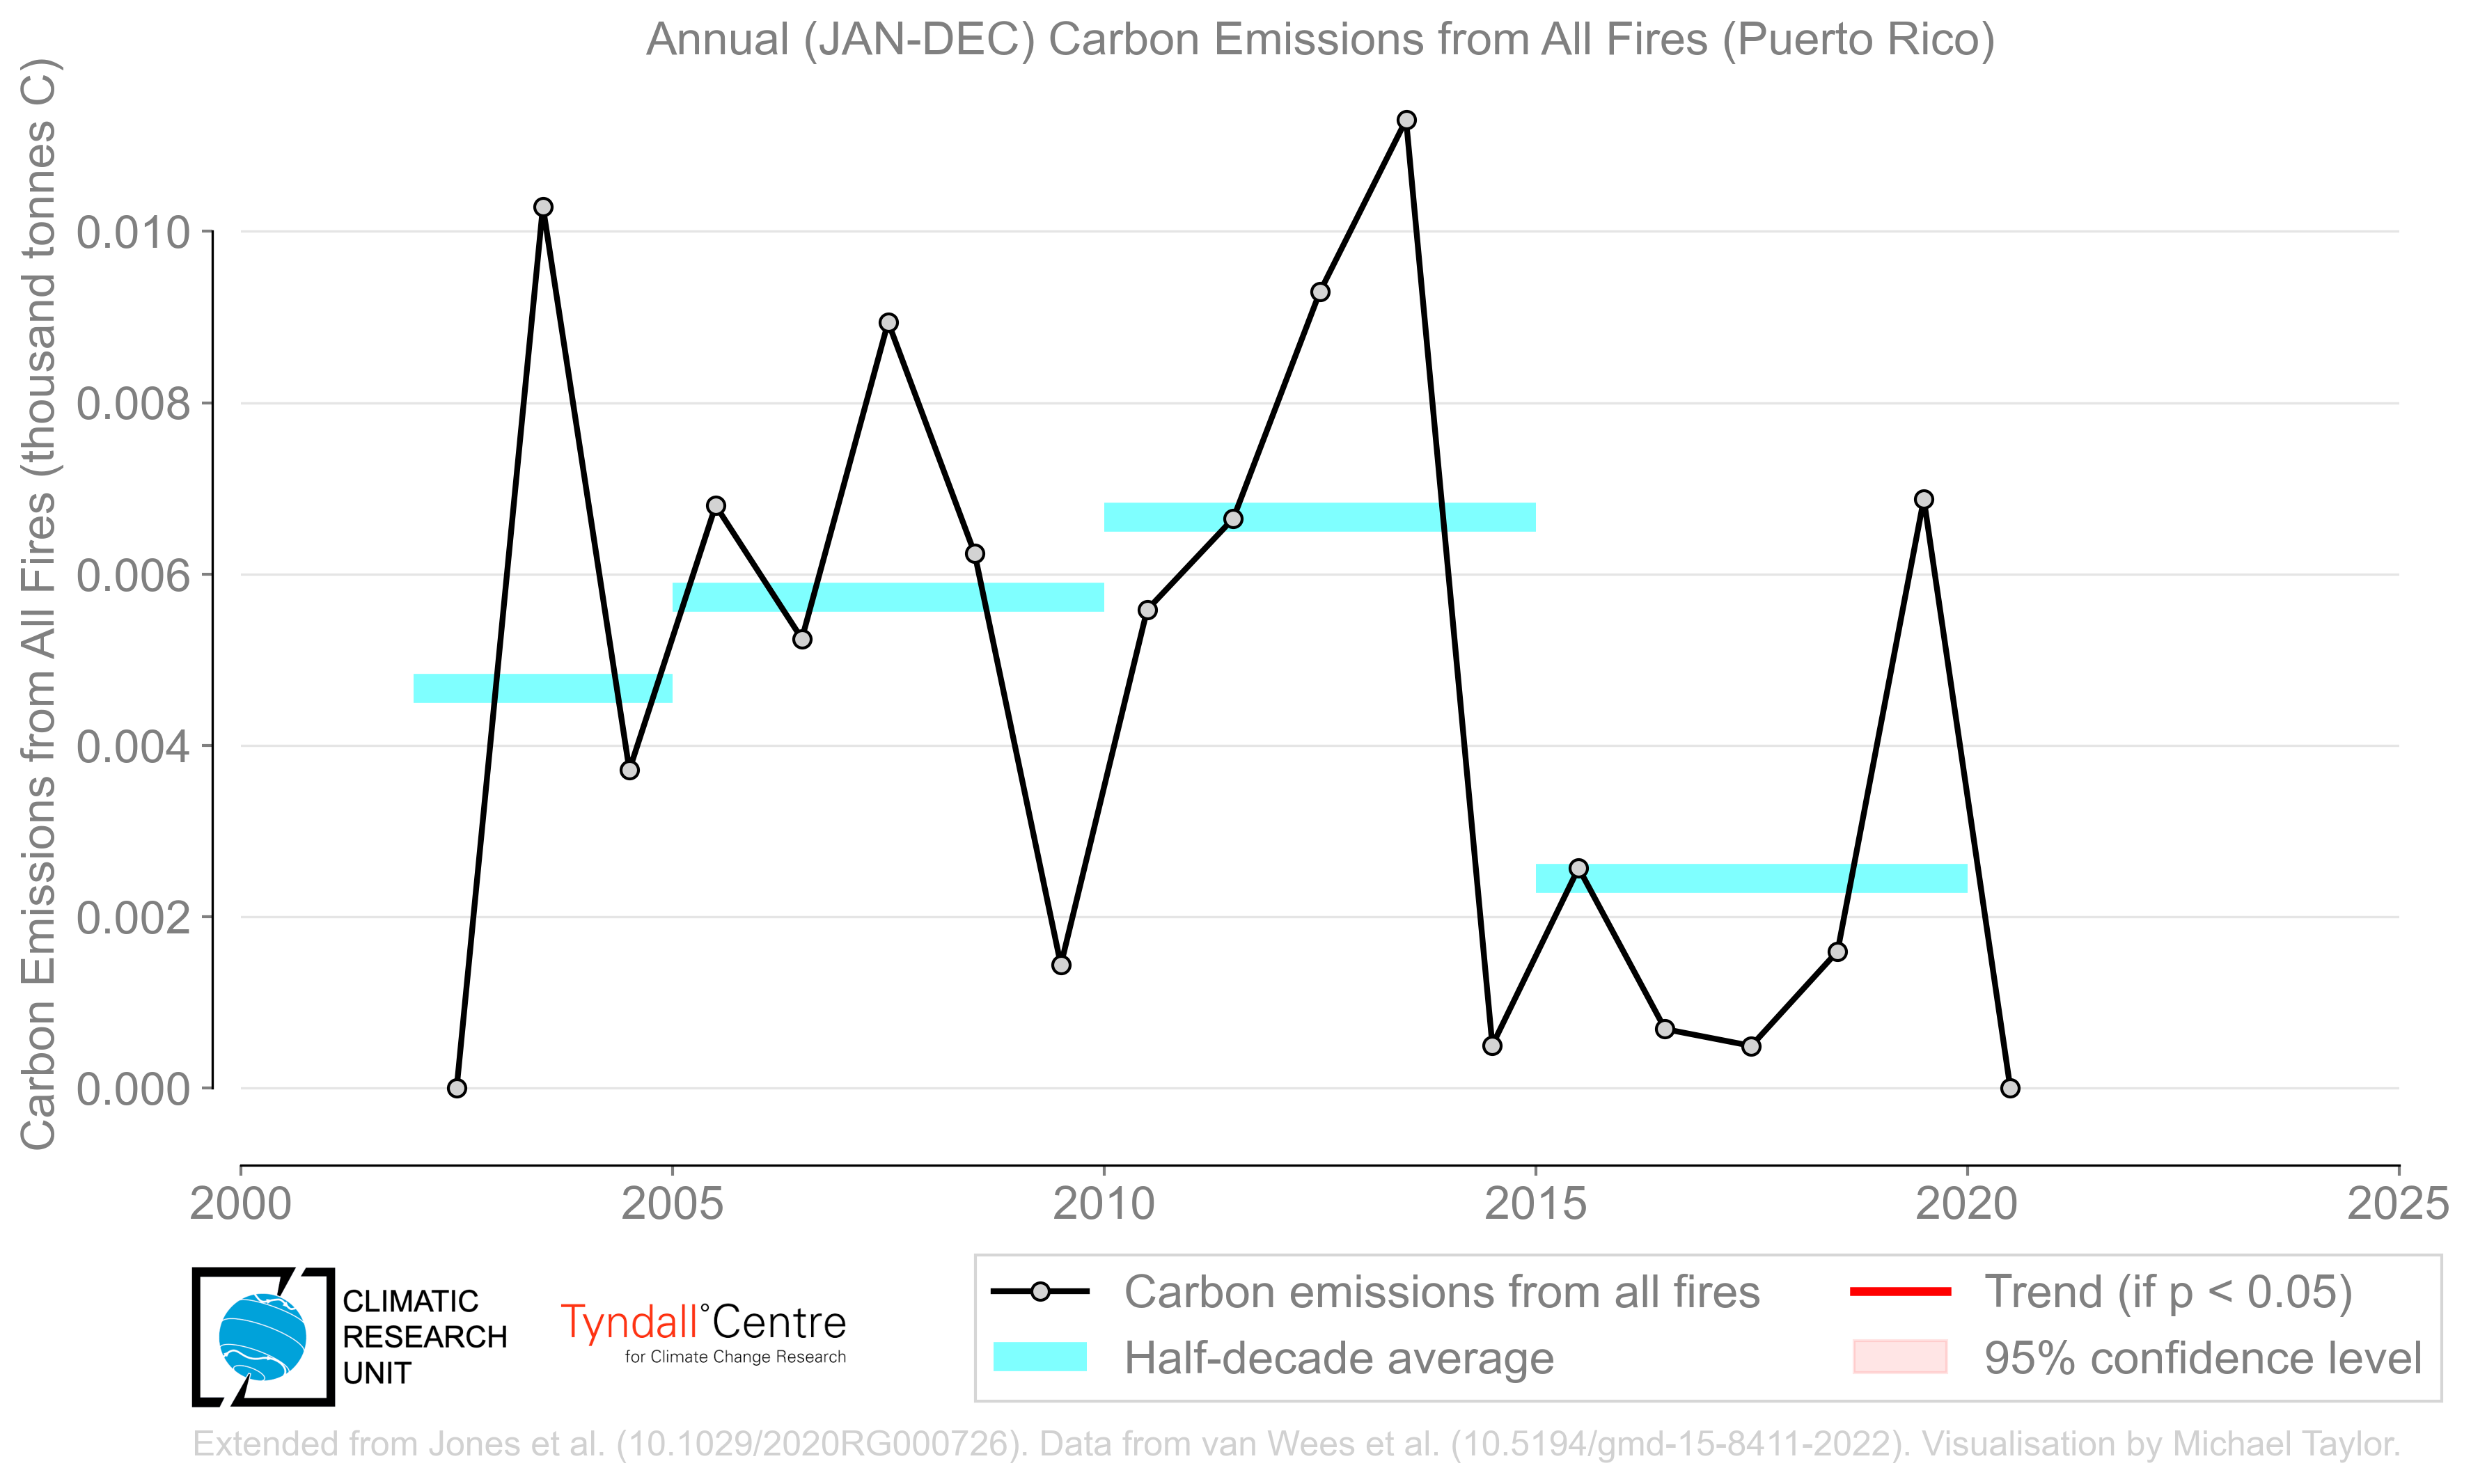 Annual (JAN-DEC) Carbon Emissions from All Fires (Puerto Rico)
Carbon Emissions from All Fires (thousand tonnes C)
0.010
0.008
0.006
0.004
0.002
0.000
2000 2005 2010 2015 2020 2025
CLIMATIC
RESEARCH
UNIT
Tyndall°Centre
for Climate Change Research
Carbon emissions from all fires
Half-decade average
Trend (if p < 0.05)
95% confidence level
Extended from Jones et al. (10.1029/2020RG000726). Data from van Wees et al. (10.5194/gmd-15-8411-2022). Visualisation by Michael Taylor.